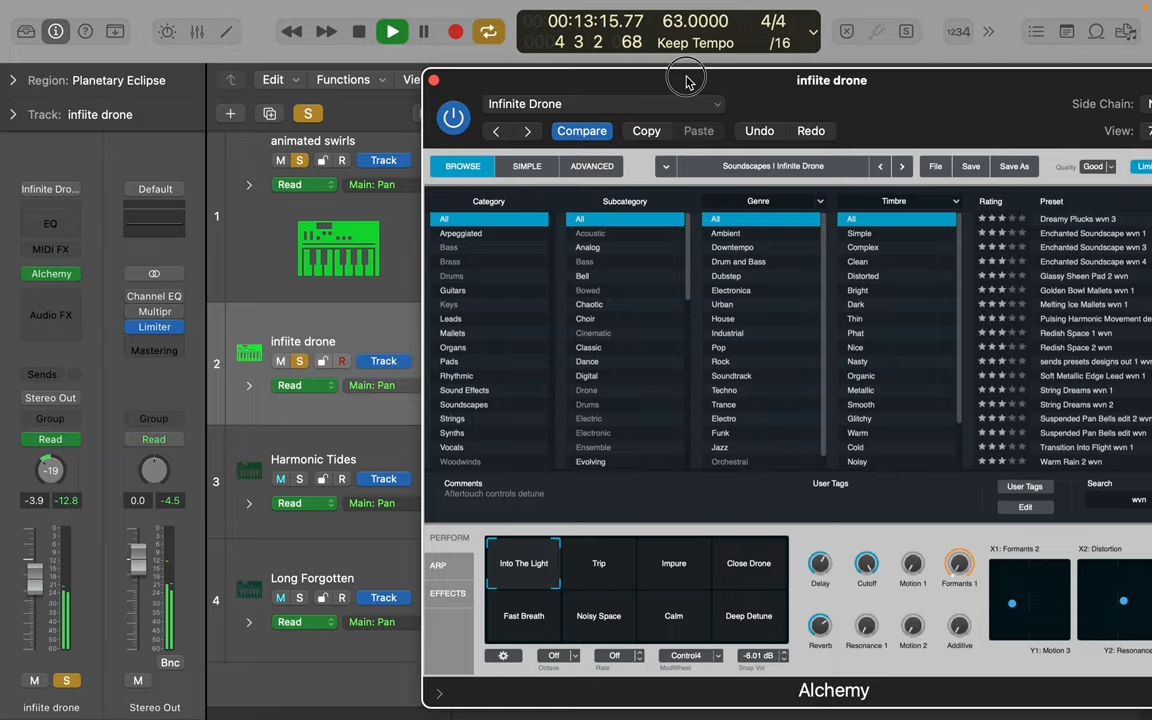 00:13:15.77 63.0000 4/4
4 3 2 68 Keep Tempo /16
1234
Region: Planetary Eclipse
Track: infiite drone
Edit Functions
S
infiite drone
Infinite Drone
Side Chain:
Compare Copy Paste Undo Redo
View:
BROWSE SIMPLE ADVANCED
Soundscapes | Infinite Drone
File Save Save As
Quality Good
Category Subcategory Genre Timbre Rating Preset
All All All All Dreamy Plucks wvn 3
Arpeggiated Acoustic Ambient Simple Enchanted Soundscape wvn 1
Bass Analog Downtempo Complex Enchanted Soundscape wvn 3
Brass Bass Drum and Bass Clean Enchanted Soundscape wvn 4
Drums Bell Dubstep Distorted Glassy Sheen Pad 2 wvn
Guitars Bowed Electronica Bright Golden Bowl Mallets wvn 1
Keys Chaotic Urban Dark Melting Ice Mallets wvn 1
Leads Choir House Thin Pulsing Harmonic Movement
Mallets Cinematic Industrial Phat Redish Space 1 wvn
Organs Classic Pop Nice Redish Space 2 wvn
Pads Dance Rock Nasty sends presets designs out 1
Rhythmic Digital Soundtrack Organic Soft Metallic Edge Lead wvn
Sound Effects Drone Techno Metallic String Dreams wvn 1
Soundscapes Drums Trance Smooth String Dreams wvn 2
Strings Electric Electro Glitchy Suspended Pan Bells edit 2
Synths Electronic Funk Warm Suspended Pan Bells wvn
Vocals Ensemble Jazz Cold Transition Into Flight wvn 1
Woodwinds Evolving Orchestral Noisy Warm Rain 2 wvn
Comments
Aftertouch controls detune
User Tags
User Tags
Edit
Search
wvn
PERFORM
ARP
EFFECTS
Into The Light Trip Impure Close Drone
Fast Breath Noisy Space Calm Deep Detune
Off Off Control4 -6.01 dB
Octave Rate ModWheel Snap Vol
Delay Cutoff Motion 1 Formants 1
Reverb Resonance 1 Motion 2 Additive
X1: Formants 2 X2: Distortion
Y1: Motion 3
Alchemy
1
animated swirls
M S R Track
Read Main: Pan
2
infiite drone
M S R Track
Read Main: Pan
3
Harmonic Tides
M S R Track
Read Main: Pan
4
Long Forgotten
M S R Track
Read Main: Pan
Infinite Dro... Default
EQ
MIDI FX
Alchemy
Audio FX
Channel EQ
Multipr
Limiter
Mastering
Sends
Stereo Out
Group Group
Read Read
-19
-3.9 -12.8 0.0 -4.5
Bnc
M S M
infiite drone Stereo Out